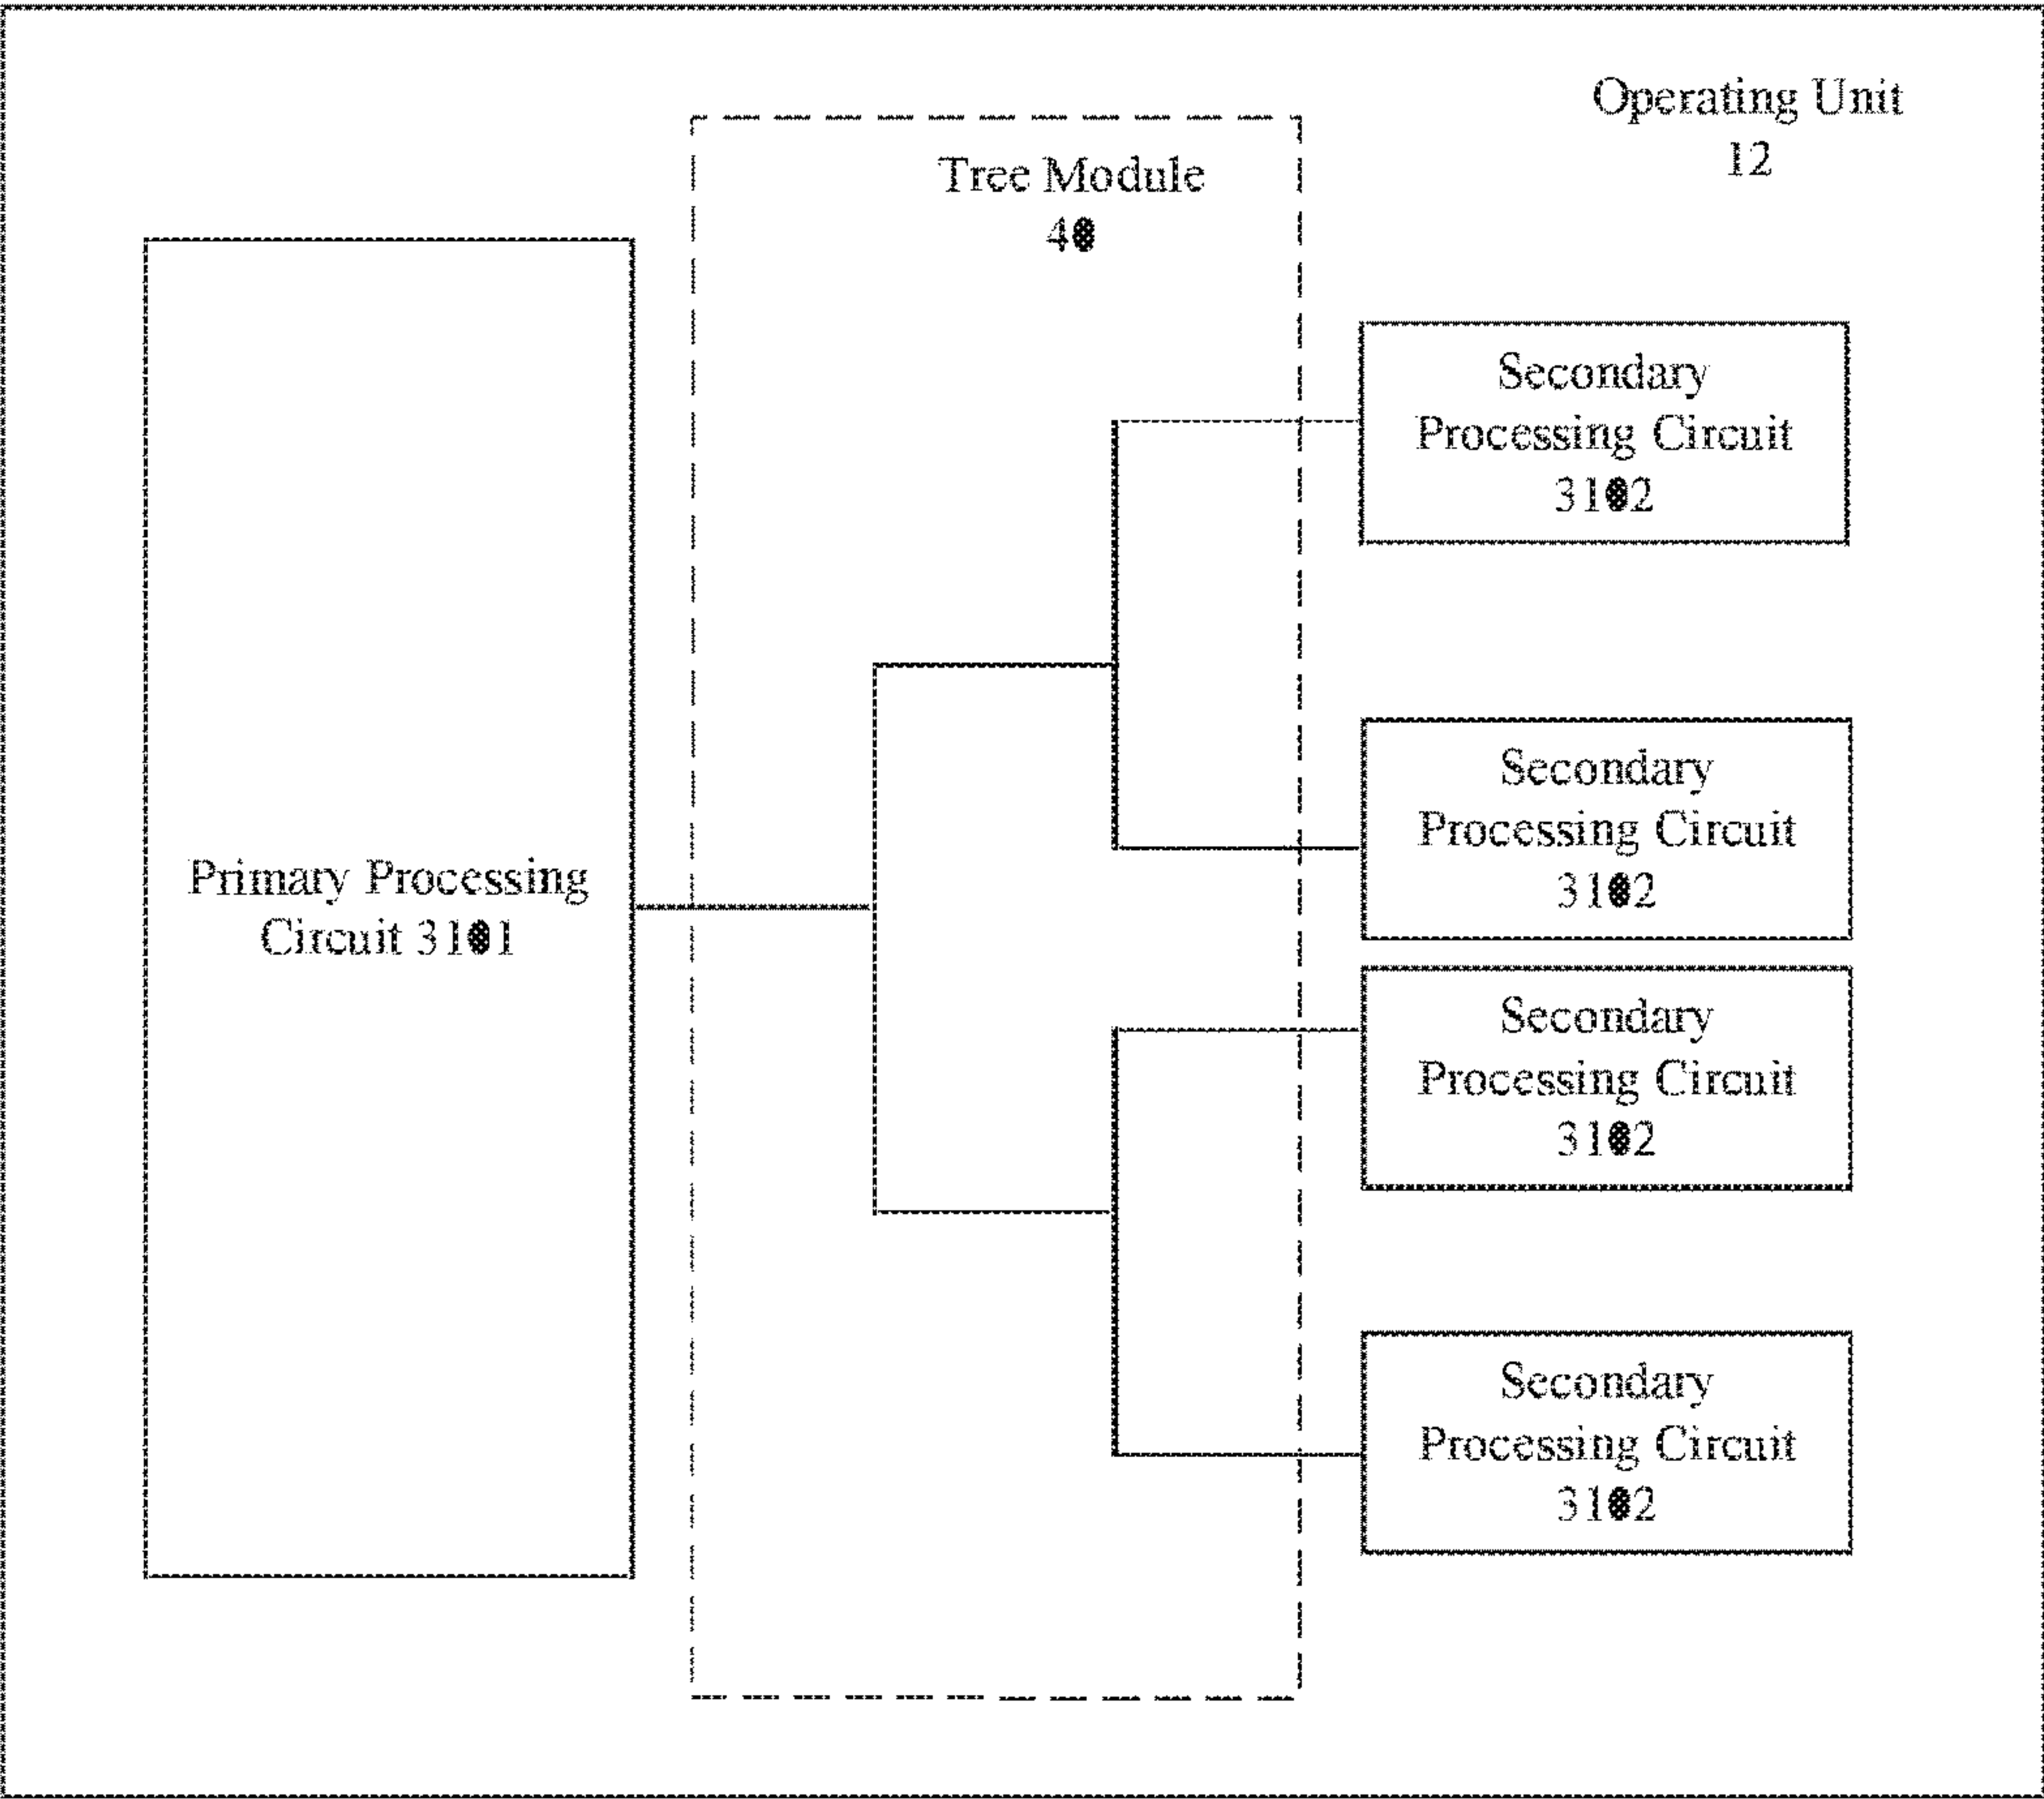 Operating Unit
12
Tree Module
40
Primary Processing
Circuit 3101
Secondary
Processing Circuit
3102
Secondary
Processing Circuit
3102
Secondary
Processing Circuit
3102
Secondary
Processing Circuit
3102